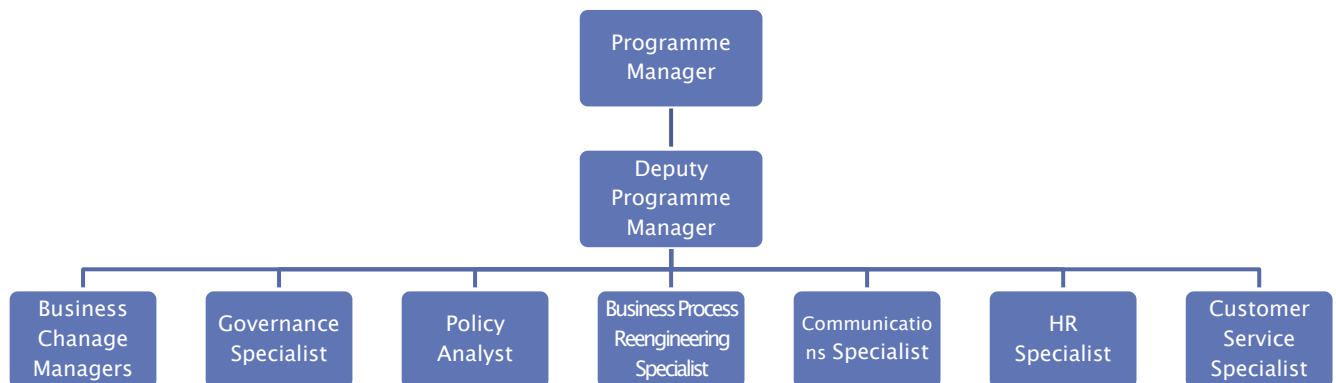 Programme
Manager
Deputy
Programme
Manager
Business
Chanage
Managers
Governance
Specialist
Policy
Analyst
Business Process
Reengineering
Specialist
Communicatio
ns Specialist
HR
Specialist
Customer
Service
Specialist